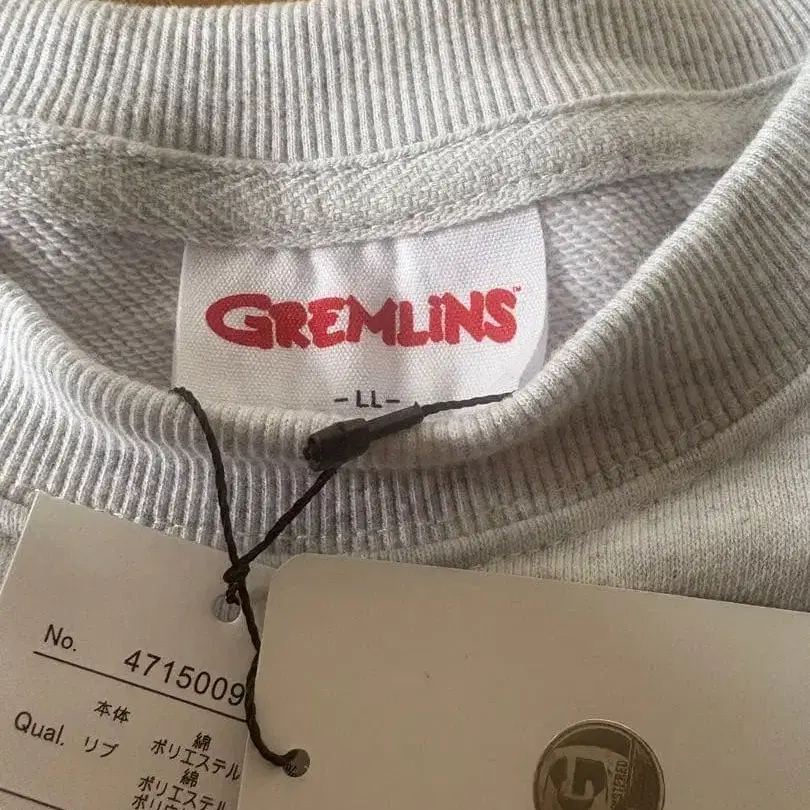 GREMLiNS™
-LL-
No. 4715009
本体 綿
Qual. リブ ポリエステル
綿
ポリエステル
G